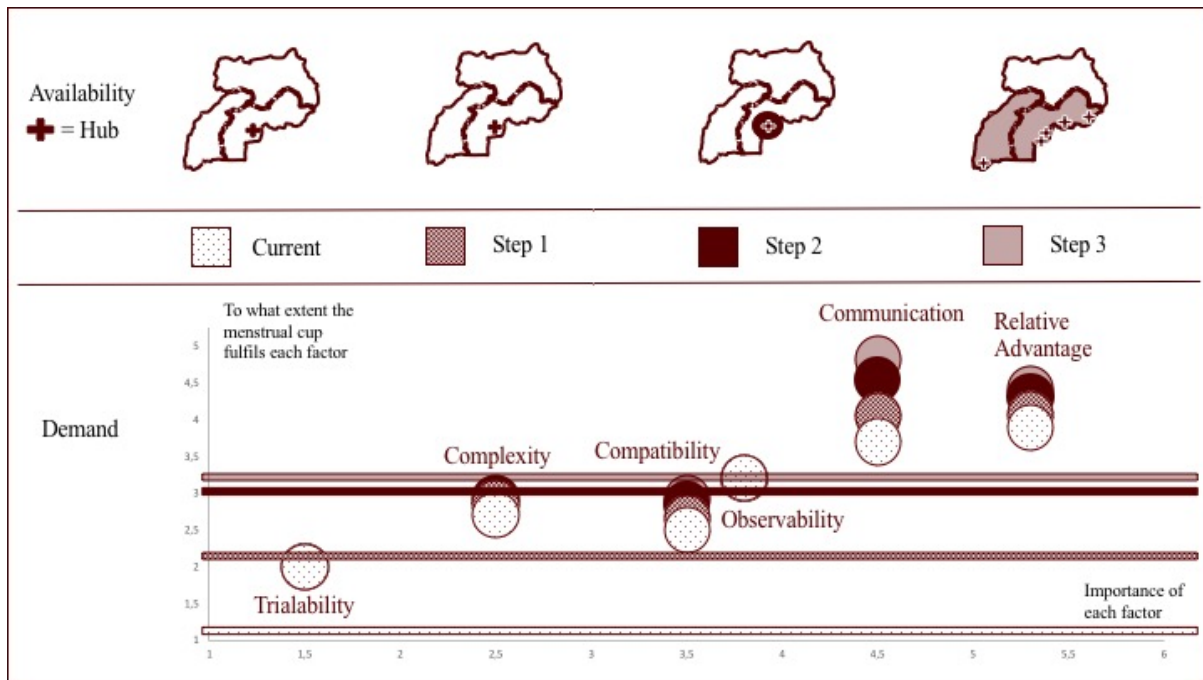 Availability
= Hub
Current
Step 1
Step 2
Step 3
To what extent the
menstrual cup
fulfils each factor
Demand
5
4,5
4
3,5
3
2,5
2
1,5
1
Communication
Relative
Advantage
Complexity
Compatibility
Observability
Trialability
Importance of
each factor
1
1,5
2
2,5
3
3,5
4
4,5
5
5,5
6